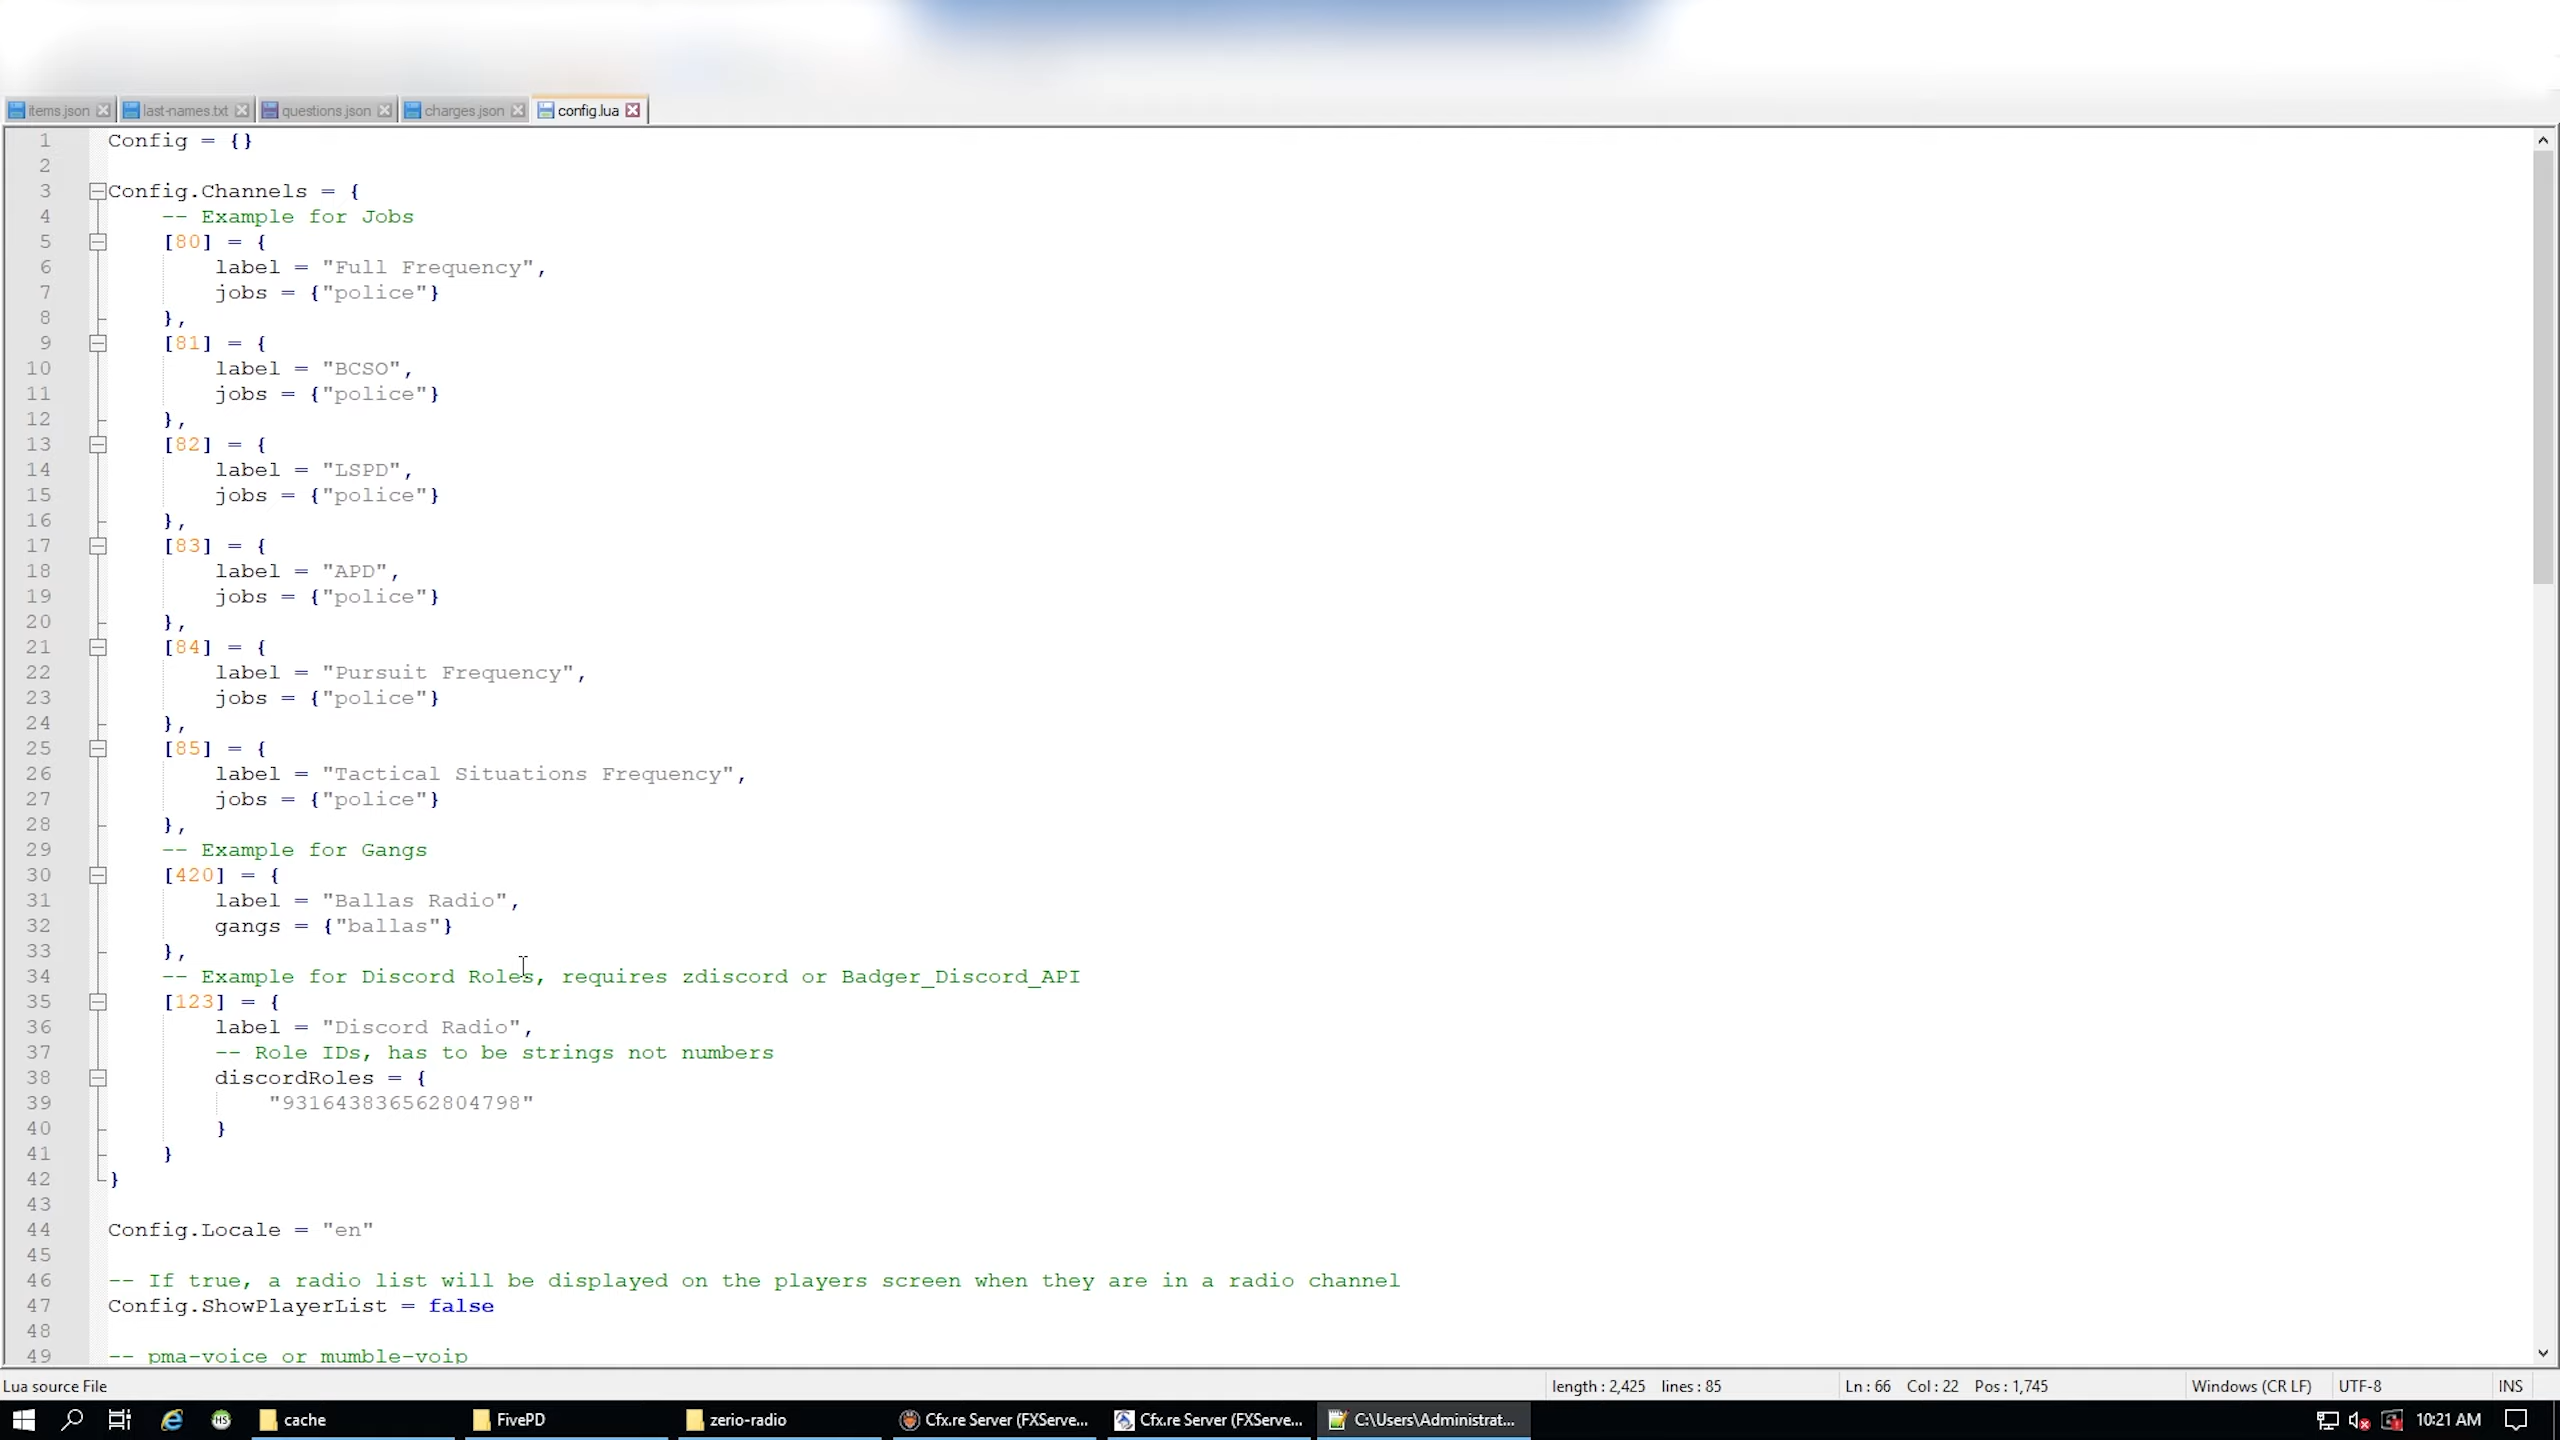 items.json last-names.txt questions.json charges.json config.lua
1 Config = {}
2
3 Config.Channels = {
4 -- Example for Jobs
5 [80] = {
6 label = "Full Frequency",
7 jobs = {"police"}
8 },
9 [81] = {
10 label = "BCSO",
11 jobs = {"police"}
12 },
13 [82] = {
14 label = "LSPD",
15 jobs = {"police"}
16 },
17 [83] = {
18 label = "APD",
19 jobs = {"police"}
20 },
21 [84] = {
22 label = "Pursuit Frequency",
23 jobs = {"police"}
24 },
25 [85] = {
26 label = "Tactical Situations Frequency",
27 jobs = {"police"}
28 },
29 -- Example for Gangs
30 [420] = {
31 label = "Ballas Radio",
32 gangs = {"ballas"}
33 },
34 -- Example for Discord Roles, requires zdiscord or Badger_Discord_API
35 [123] = {
36 label = "Discord Radio",
37 -- Role IDs, has to be strings not numbers
38 discordRoles = {
39 "931643836562804798"
40 }
41 }
42 }
43
44 Config.Locale = "en"
45
46 -- If true, a radio list will be displayed on the players screen when they are in a radio channel
47 Config.ShowPlayerList = false
48
49 -- pma-voice or mumble-voip
Lua source File length : 2,425 lines : 85 Ln : 66 Col : 22 Pos : 1,745 Windows (CR LF) UTF-8 INS
HS cache FivePD zerio-radio Cfx.re Server (FXServe... Cfx.re Server (FXServe... C:\Users\Administrat... 10:21 AM